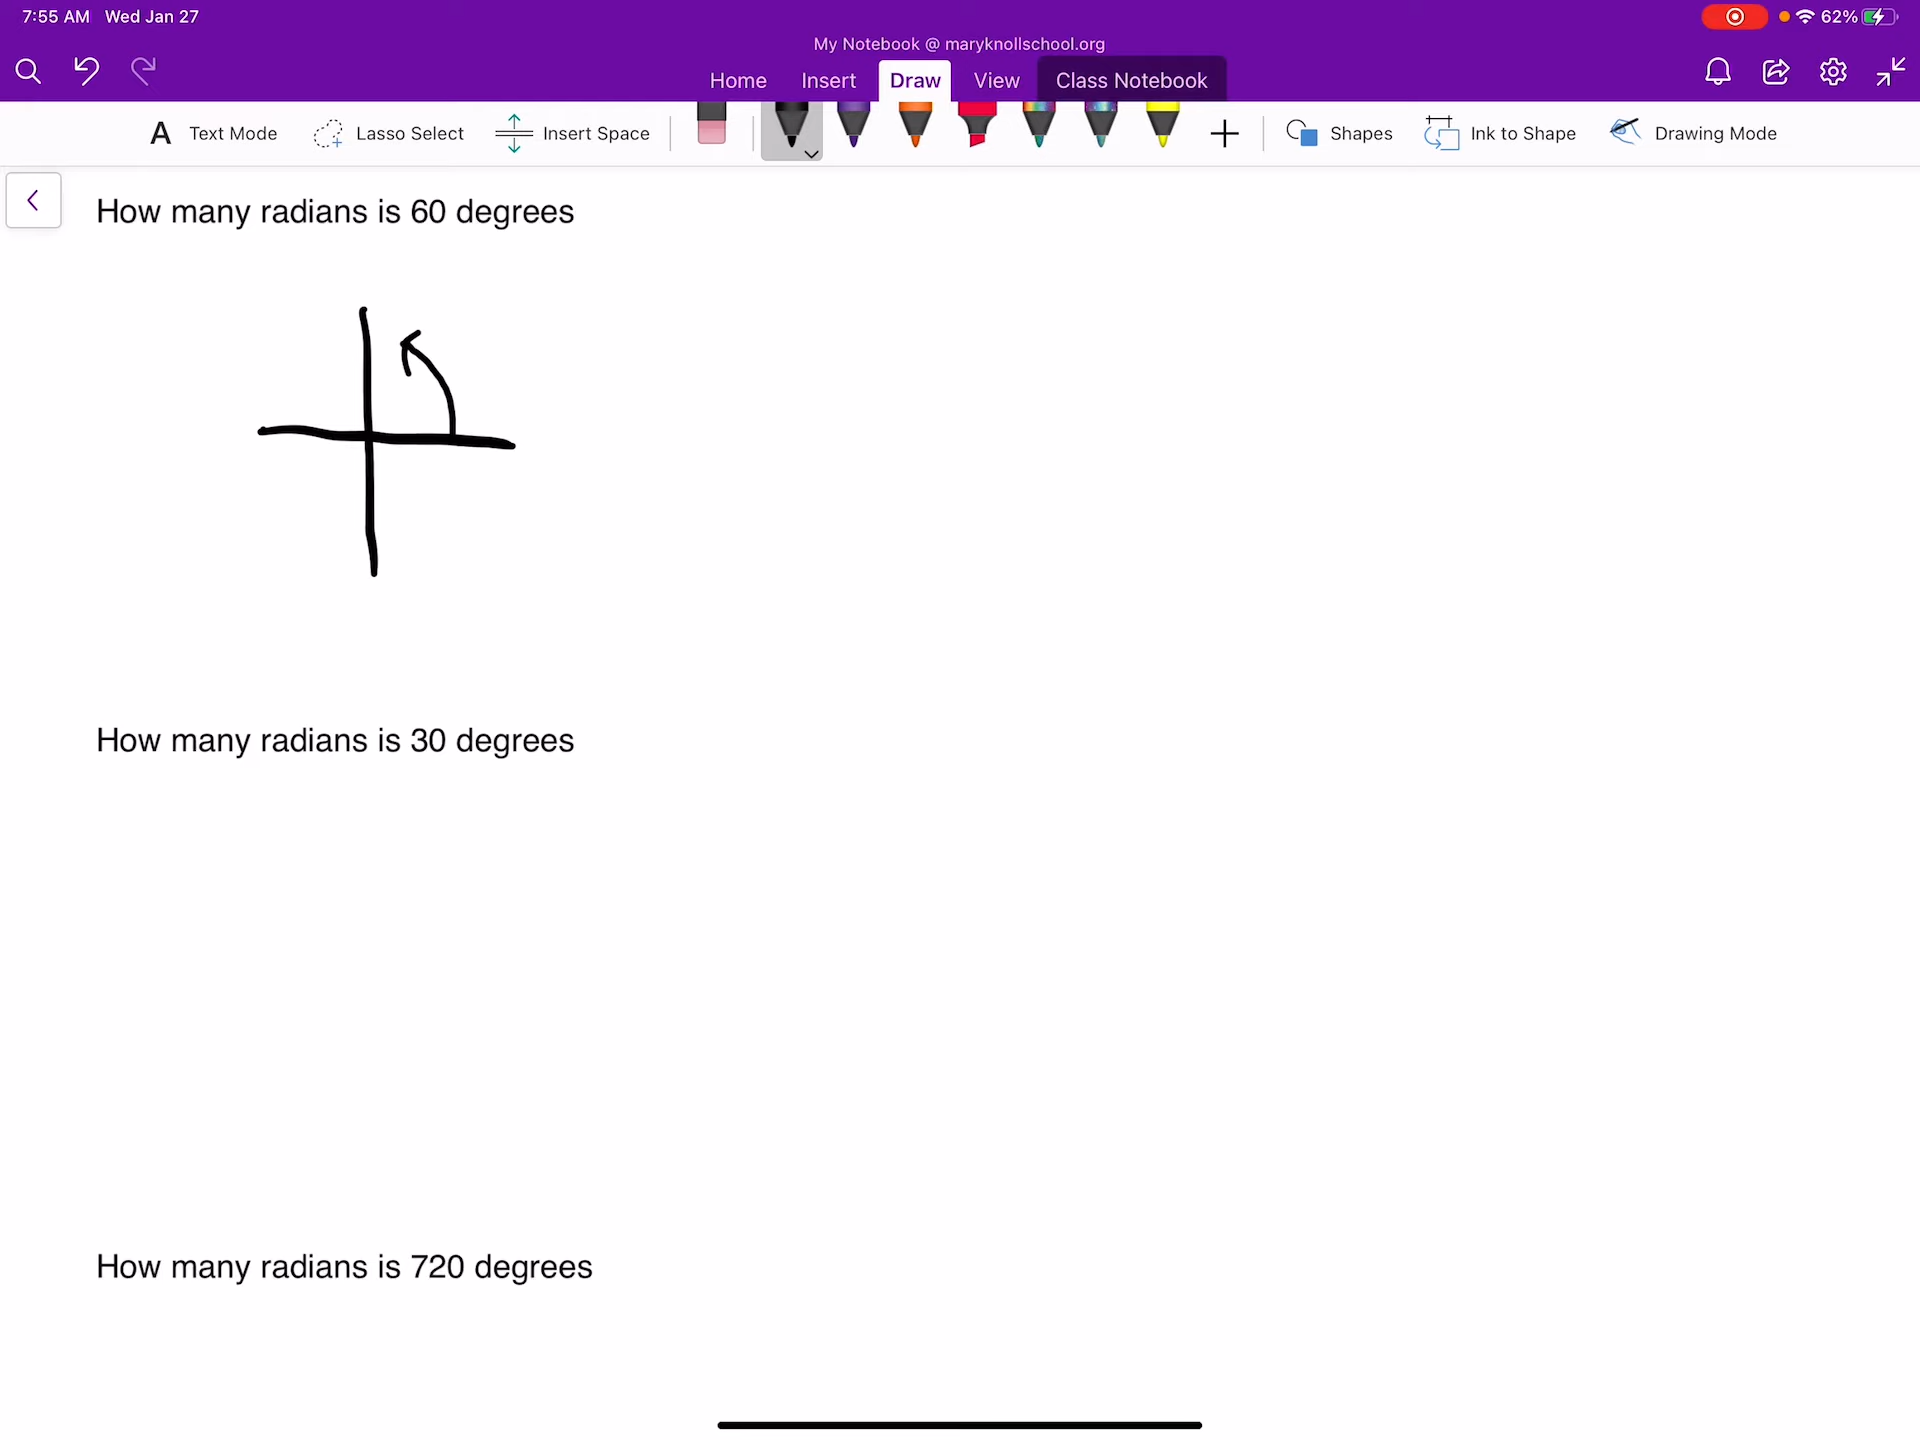 7:55 AM Wed Jan 27
62%
My Notebook @ maryknollschool.org
Home Insert Draw View Class Notebook
A Text Mode Lasso Select Insert Space Shapes Ink to Shape Drawing Mode
How many radians is 60 degrees
How many radians is 30 degrees
How many radians is 720 degrees